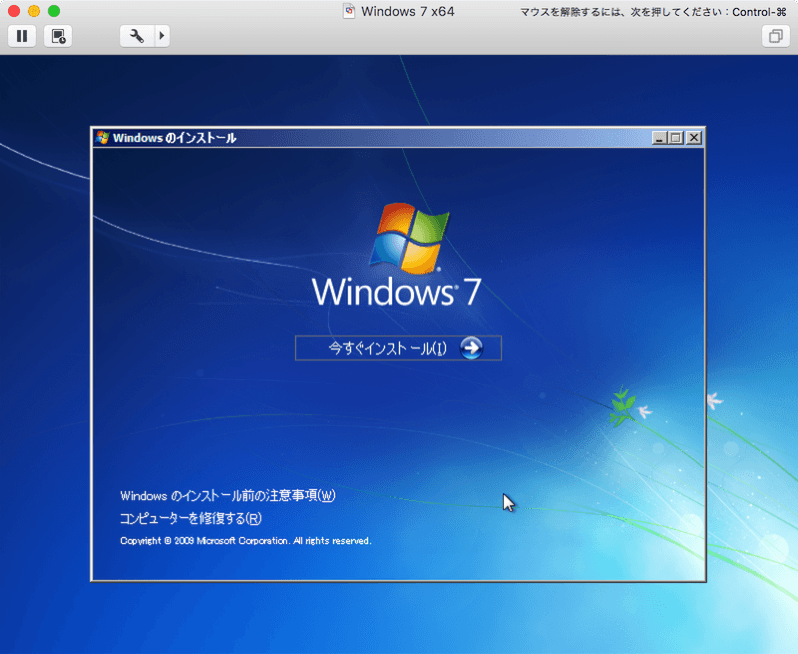 Windows 7 x64
マウスを解除するには、次を押してください：Control-⌘
Windows のインストール
Windows 7
今すぐインストール(I)
Windows のインストール前の注意事項(W)
コンピューターを修復する(R)
Copyright © 2009 Microsoft Corporation. All rights reserved.